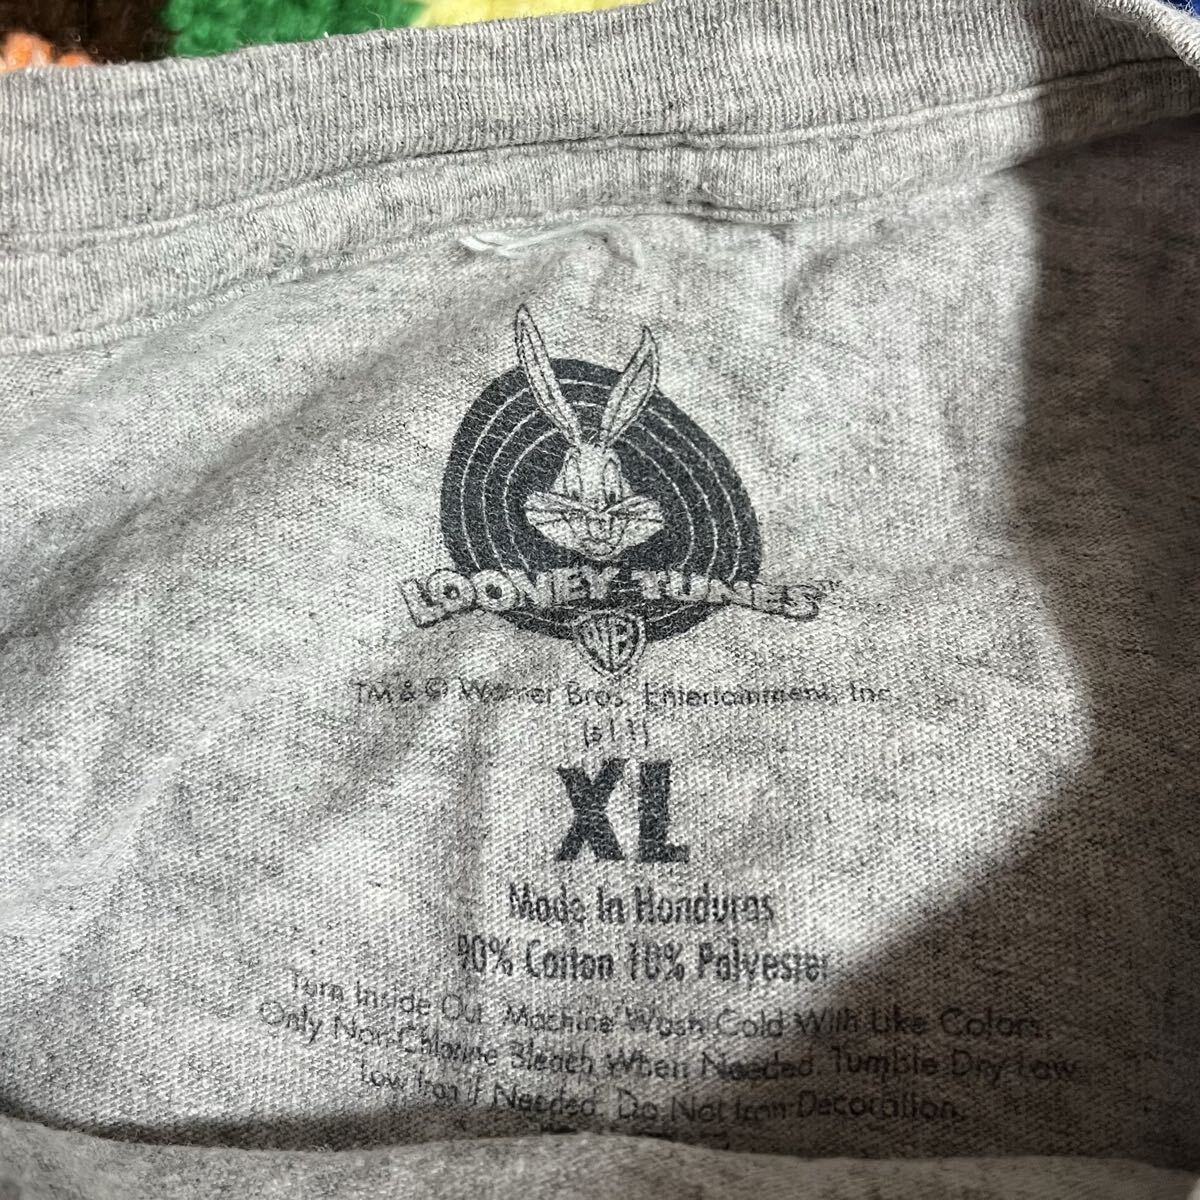 LOONEY TUNES™
WB
TM & © Warner Bros. Entertainment, Inc.
(s11)
XL
Made In Honduras
90% Cotton 10% Polyester
Turn Inside Out. Machine Wash Cold With Like Colors.
Only Non-Chlorine Bleach When Needed. Tumble Dry Low.
Low Iron if Needed. Do Not Iron Decoration.